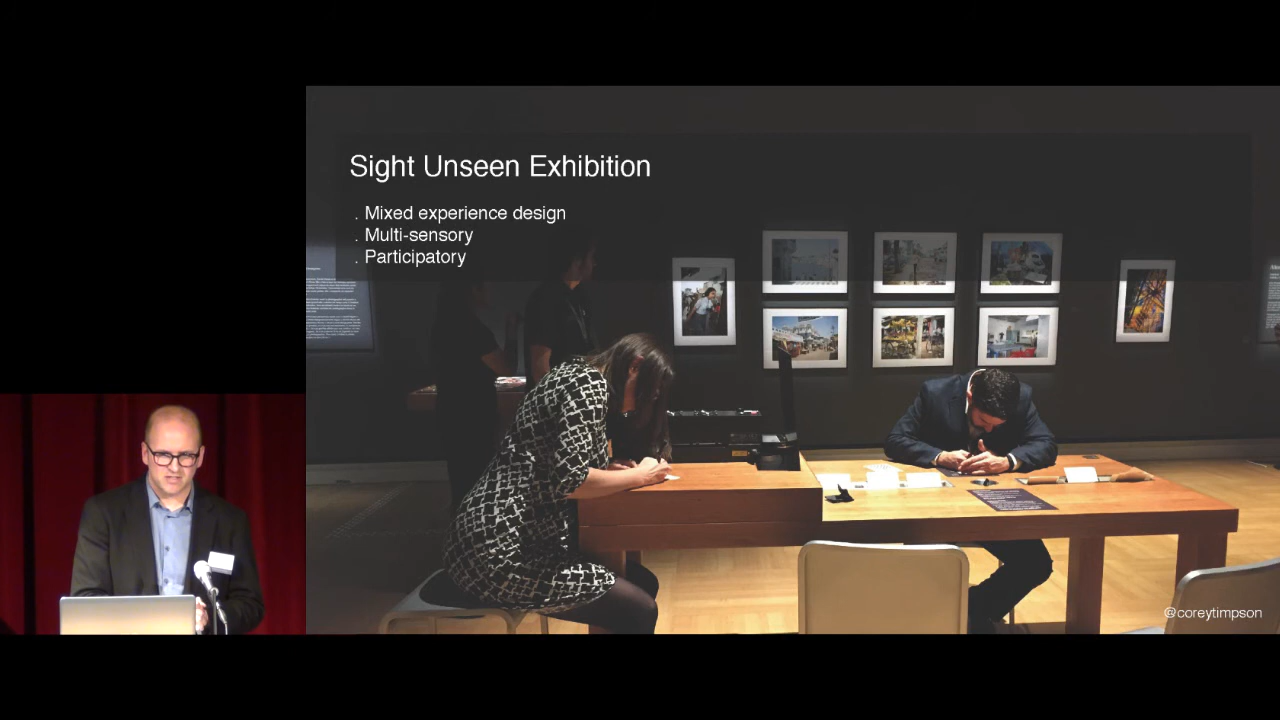 Sight Unseen Exhibition
. Mixed experience design
. Multi-sensory
. Participatory
@coreytimpson